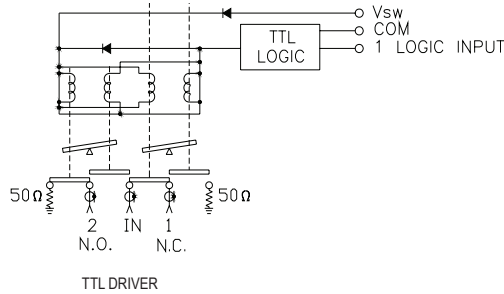 Vsw
COM
TTL
LOGIC
1 LOGIC INPUT
50Ω
50Ω
2 IN 1
N.O. N.C.
TTL DRIVER